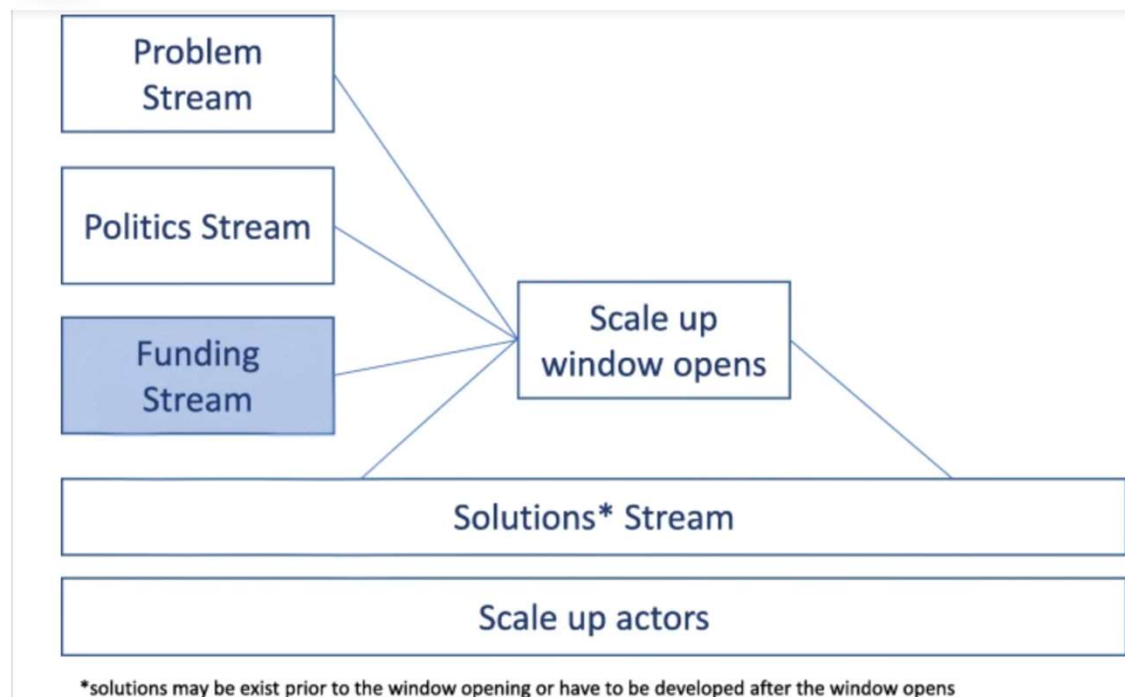 Problem
Stream
Politics Stream
Funding
Stream
Scale up
window opens
Solutions* Stream
Scale up actors
*solutions may be exist prior to the window opening or have to be developed after the window opens